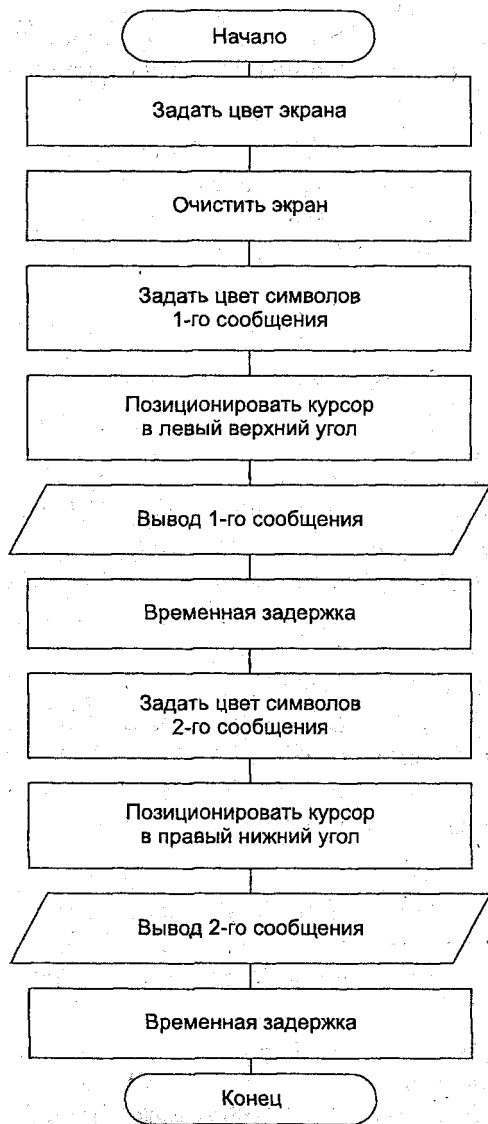 Начало
Задать цвет экрана
Очистить экран
Задать цвет символов
1-го сообщения
Позиционировать курсор
в левый верхний угол
Вывод 1-го сообщения
Временная задержка
Задать цвет символов
2-го сообщения
Позиционировать курсор
в правый нижний угол
Вывод 2-го сообщения
Временная задержка
Конец